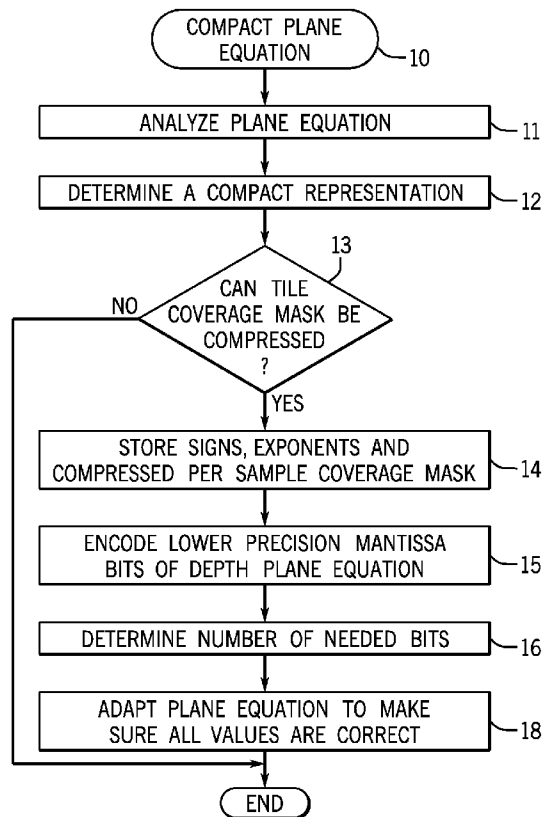 COMPACT PLANE
EQUATION
10
ANALYZE PLANE EQUATION
11
DETERMINE A COMPACT REPRESENTATION
12
13
CAN TILE
COVERAGE MASK BE
COMPRESSED
?
NO
YES
STORE SIGNS, EXPONENTS AND
COMPRESSED PER SAMPLE COVERAGE MASK
14
ENCODE LOWER PRECISION MANTISSA
BITS OF DEPTH PLANE EQUATION
15
DETERMINE NUMBER OF NEEDED BITS
16
ADAPT PLANE EQUATION TO MAKE
SURE ALL VALUES ARE CORRECT
18
END